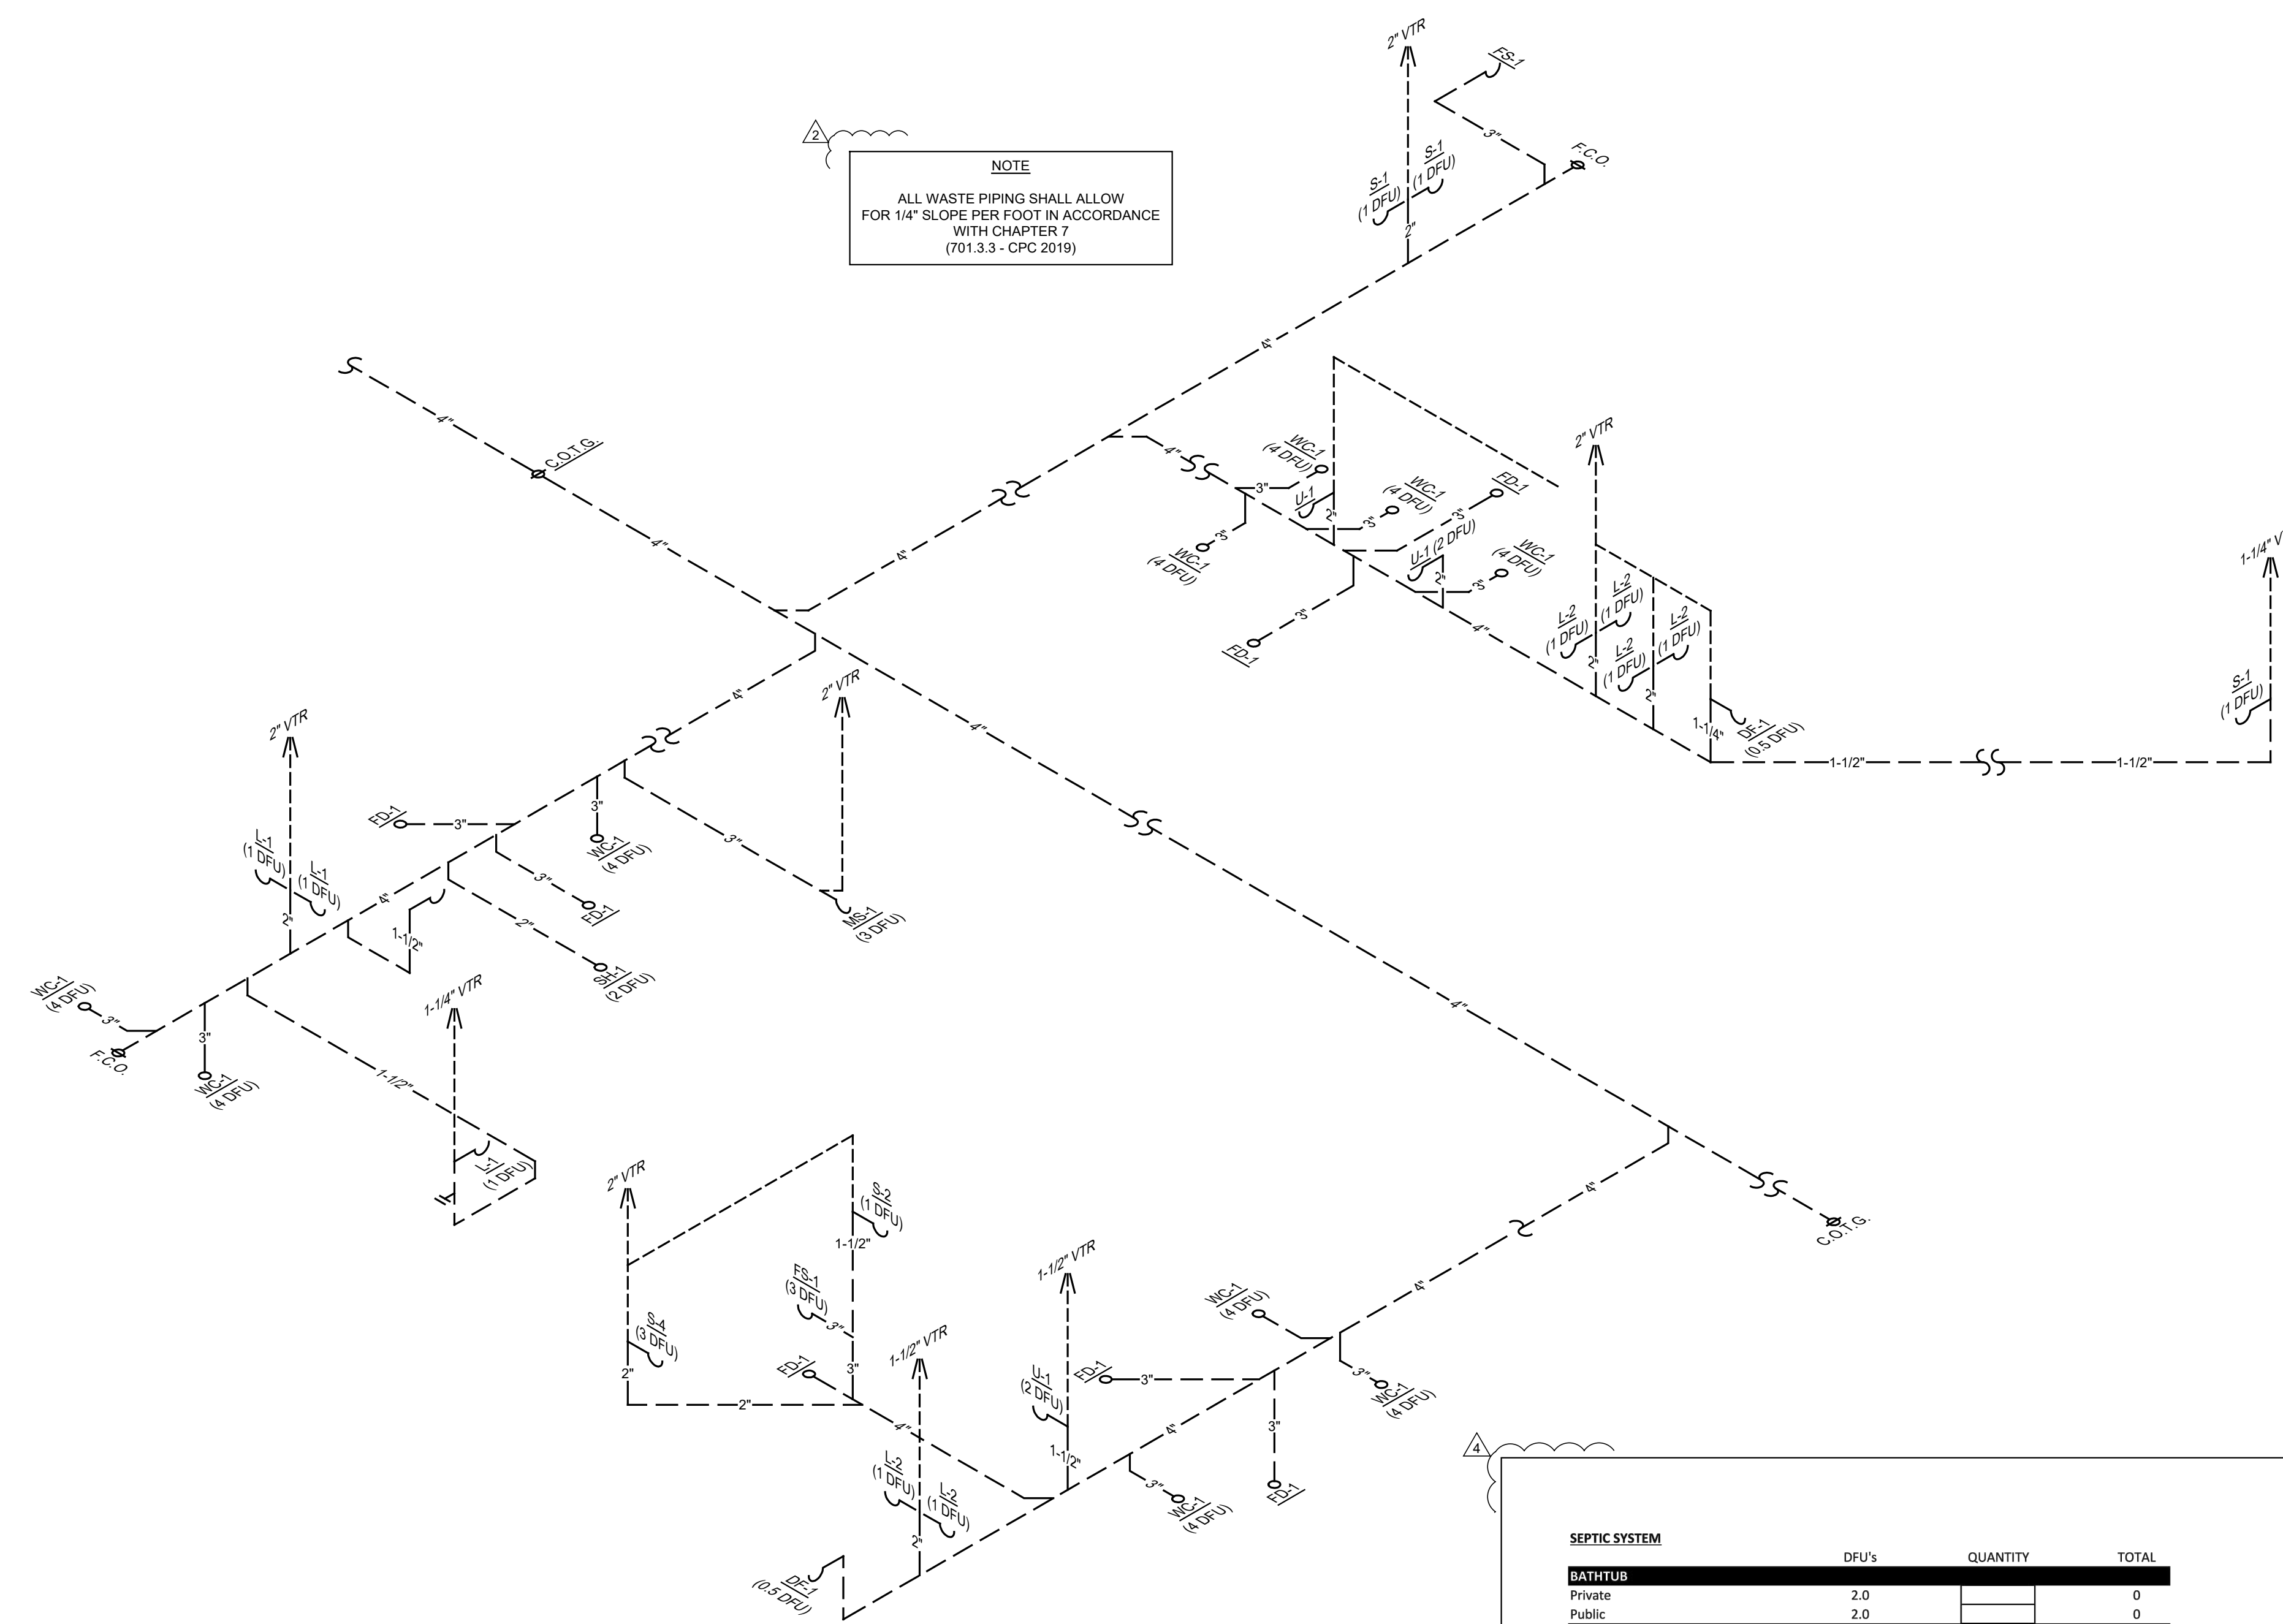 2" VTR
FS-1
3"
F.C.O.
S-1
(1 DFU)
S-1
(1 DFU)
2"
2
NOTE
ALL WASTE PIPING SHALL ALLOW
FOR 1/4" SLOPE PER FOOT IN ACCORDANCE
WITH CHAPTER 7
(701.3.3 - CPC 2019)
4"
4"
C.O.T.G.
4"
4"
4"
WC-1
(4 DFU)
3"
U-1
2"
WC-1
(4 DFU)
3"
FD-1
3"
WC-1
(4 DFU)
3"
U-1 (2 DFU)
2"
WC-1
(4 DFU)
3"
FD-1
3"
4"
2" VTR
L-2
(1 DFU)
L-2
(1 DFU)
2"
L-2
(1 DFU)
L-2
(1 DFU)
2"
1-1/4"
DF-1
(0.5 DFU)
1-1/2"
1-1/2"
S-1
(1 DFU)
1-1/4" V
4"
2" VTR
4"
4"
2" VTR
L-1
(1 DFU)
L-1
(1 DFU)
2"
FD-1
3"
3"
WC-1
(4 DFU)
3"
MS-1
(3 DFU)
3"
FD-1
4"
1-1/2"
2"
SH-1
(2 DFU)
WC-1
(4 DFU)
3"
F.C.O.
3"
WC-1
(4 DFU)
1-1/4" VTR
1-1/2"
L-1
(1 DFU)
2" VTR
S-2
(1 DFU)
1-1/2"
FS-1
(3 DFU)
3"
3"
S-4
(3 DFU)
2"
2"
FD-1
4"
1-1/2" VTR
L-2
(1 DFU)
L-2
(1 DFU)
2"
DF-1
(0.5 DFU)
1-1/2" VTR
U-1
(2 DFU)
1-1/2"
FD-1
3"
4"
3"
WC-1
(4 DFU)
3"
FD-1
WC-1
(4 DFU)
3"
WC-1
(4 DFU)
4"
4"
C.O.T.G.
4
SEPTIC SYSTEM
DFU's QUANTITY TOTAL
BATHTUB
Private 2.0 0
Public 2.0 0